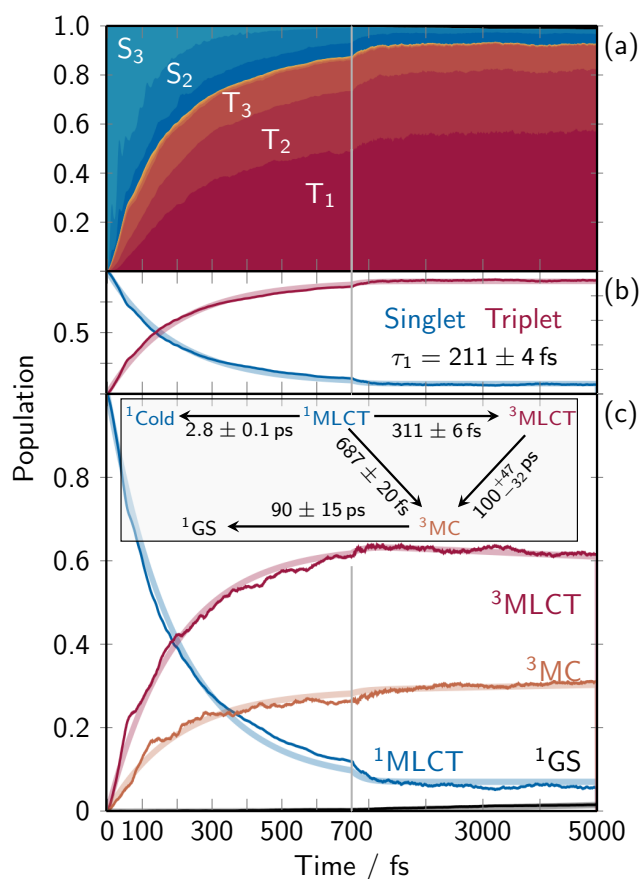 1.0
0.8
0.6
0.4
0.2
S₃
S₂
T₃
T₂
T₁
(a)
0.5
Singlet Triplet
τ₁ = 211 ± 4 fs
(b)
Population
(c)
¹Cold ¹MLCT ³MLCT
2.8 ± 0.1 ps 311 ± 6 fs
687 ± 20 fs
100⁺⁴⁷₋₃₂ ps
90 ± 15 ps
¹GS ³MC
0.8
0.6
0.4
0.2
0
³MLCT
³MC
¹MLCT ¹GS
0 100 300 500 700 3000 5000
Time / fs